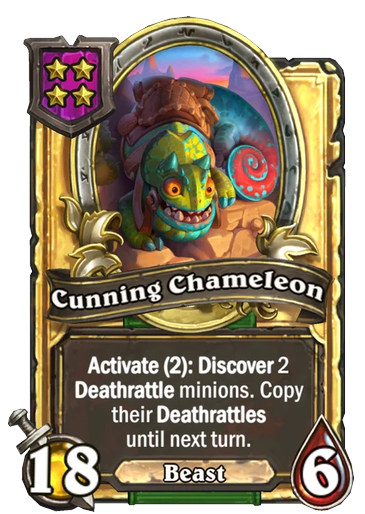 Cunning Chameleon
Activate (2): Discover 2
Deathrattle minions. Copy
their Deathrattles
until next turn.
18
Beast
6